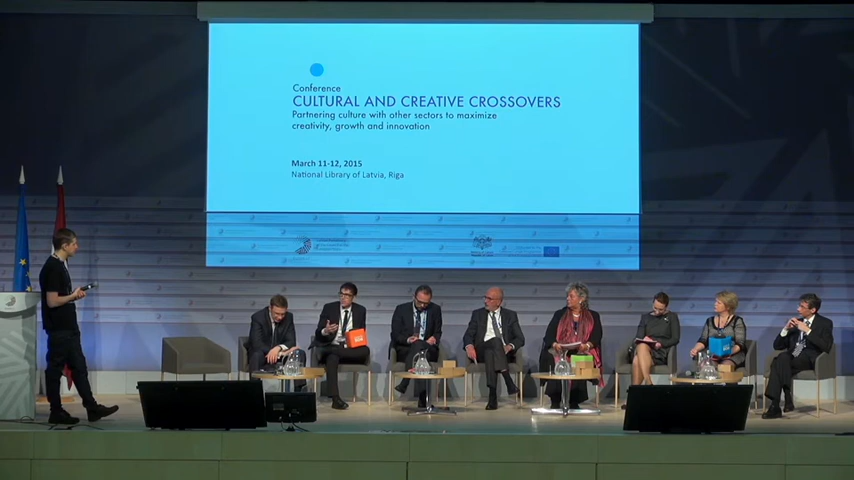 Conference
CULTURAL AND CREATIVE CROSSOVERS
Partnering culture with other sectors to maximize
creativity, growth and innovation
March 11-12, 2015
National Library of Latvia, Riga